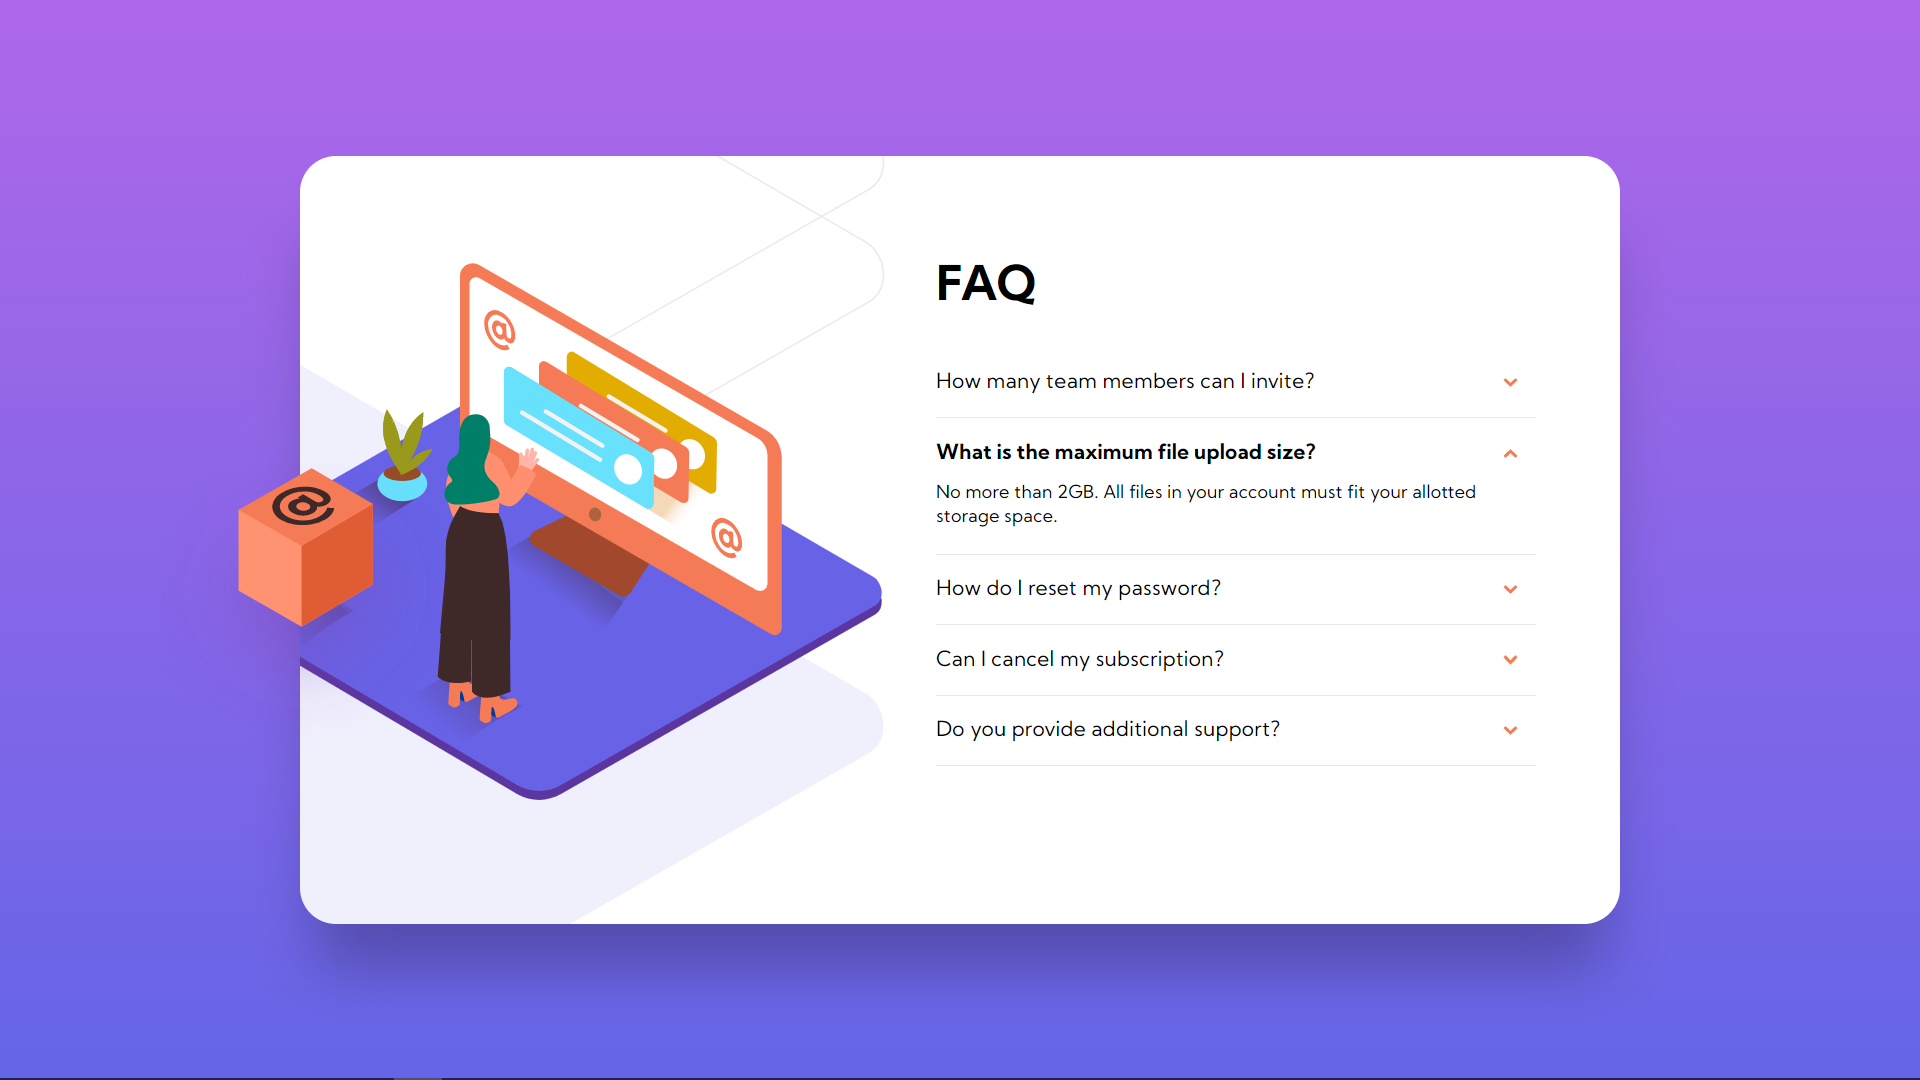 FAQ
How many team members can I invite?
What is the maximum file upload size?
No more than 2GB. All files in your account must fit your allotted
storage space.
How do I reset my password?
Can I cancel my subscription?
Do you provide additional support?
@
@
@